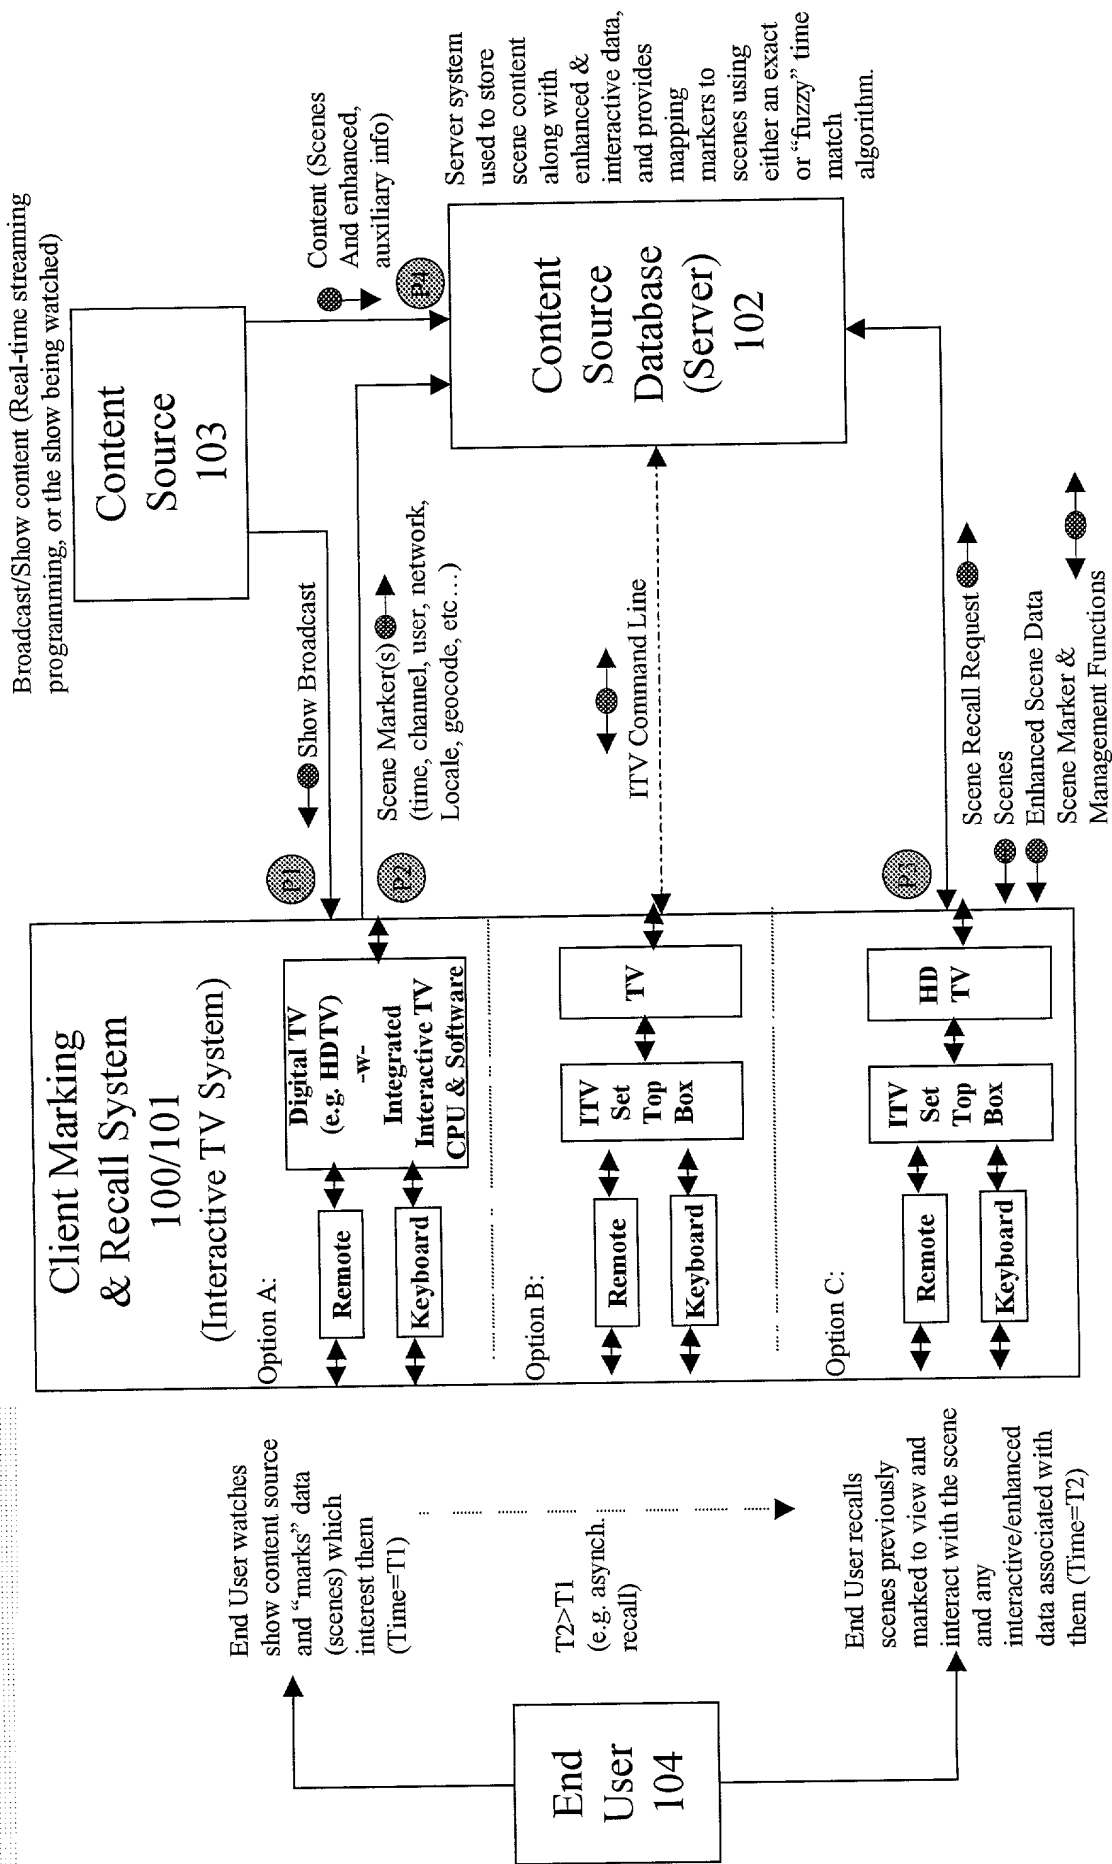 Broadcast/Show content (Real-time streaming
programming, or the show being watched)
Content
Source
103
Content (Scenes
And enhanced,
auxiliary info)
P4
Server system
used to store
scene content
along with
enhanced &
interactive data,
and provides
mapping
markers to
scenes using
either an exact
or “fuzzy” time
match
algorithm.
Content
Source
Database
(Server)
102
Show Broadcast
P1
P2
Scene Marker(s)
(time, channel, user, network,
Locale, geocode, etc…)
ITV Command Line
P3
Scene Recall Request
Scenes
Enhanced Scene Data
Scene Marker &
Management Functions
Client Marking
& Recall System
100/101
(Interactive TV System)
Option A:
Remote
Keyboard
Digital TV
(e.g. HDTV)
-w-
Integrated
Interactive TV
CPU & Software
Option B:
Remote
Keyboard
ITV
Set
Top
Box
TV
Option C:
Remote
Keyboard
ITV
Set
Top
Box
HD
TV
End User watches
show content source
and “marks” data
(scenes) which
interest them
(Time=T1)
T2>T1
(e.g. asynch.
recall)
End User recalls
scenes previously
marked to view and
interact with the scene
and any
interactive/enhanced
data associated with
them (Time=T2)
End
User
104